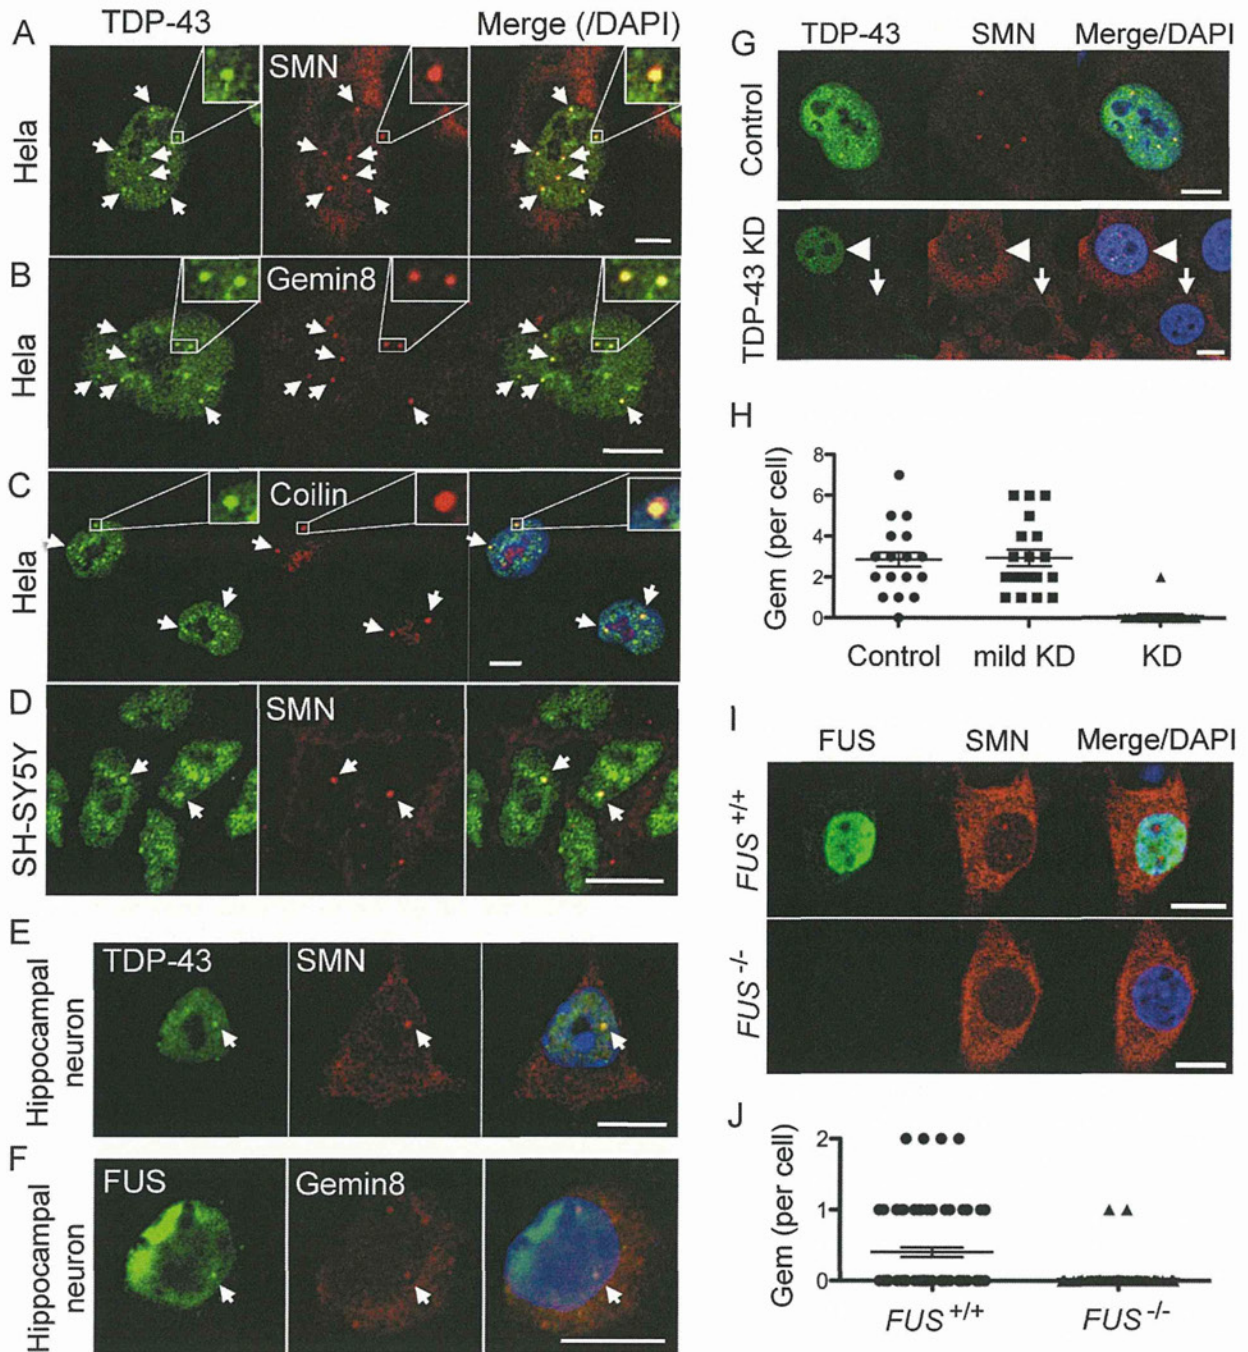 A
TDP-43
Merge (/DAPI)
Hela
SMN
B
Hela
Gemin8
C
Hela
Coilin
D
SH-SY5Y
SMN
E
Hippocampal
neuron
TDP-43
SMN
F
Hippocampal
neuron
FUS
Gemin8
G
TDP-43
SMN
Merge/DAPI
Control
TDP-43 KD
H
Gem (per cell)
8
6
4
2
0
Control
mild KD
KD
I
FUS
SMN
Merge/DAPI
FUS +/+
FUS -/-
J
Gem (per cell)
2
1
0
FUS +/+
FUS -/-